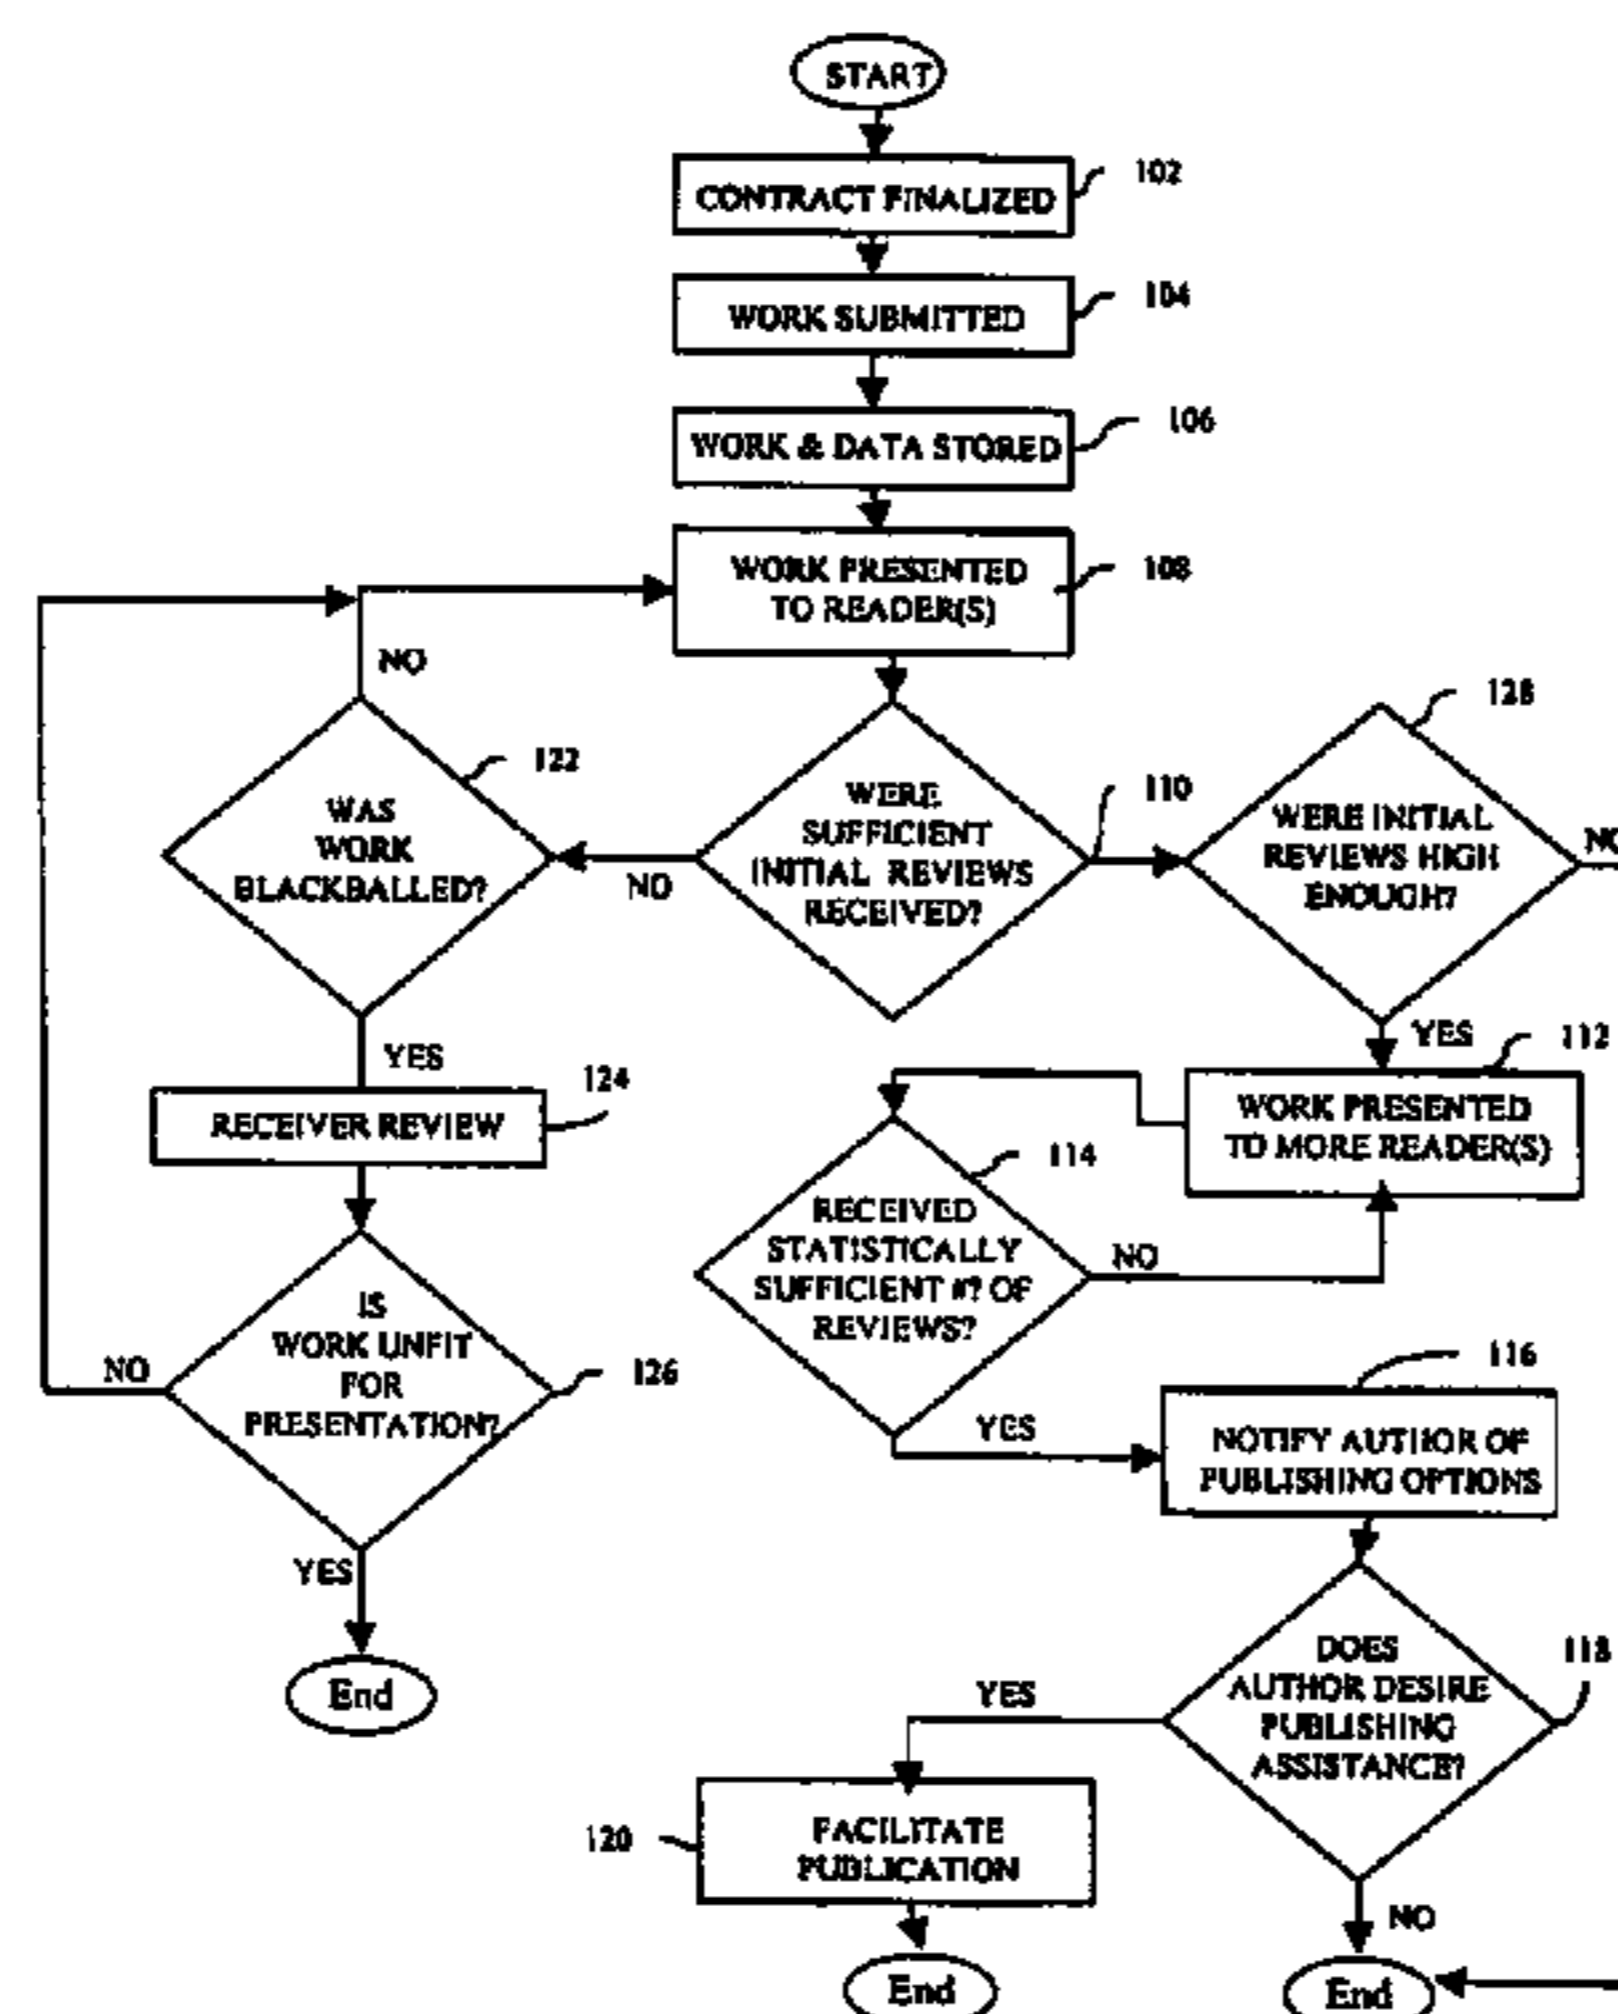 START
CONTRACT FINALIZED
102
WORK SUBMITTED
104
WORK & DATA STORED
106
WORK PRESENTED
TO READER(S)
108
NO
122
WAS
WORK
BLACKBALLED?
NO
WERE
SUFFICIENT
INITIAL REVIEWS
RECEIVED?
110
128
WERE INITIAL
REVIEWS HIGH
ENOUGH?
NO
YES
RECEIVER REVIEW
124
YES
112
WORK PRESENTED
TO MORE READER(S)
114
RECEIVED
STATISTICALLY
SUFFICIENT #? OF
REVIEWS?
NO
IS
WORK UNFIT
FOR
PRESENTATION?
NO
126
YES
116
NOTIFY AUTHOR OF
PUBLISHING OPTIONS
YES
End
DOES
AUTHOR DESIRE
PUBLISHING
ASSISTANCE?
118
YES
120
FACILITATE
PUBLICATION
NO
End
End